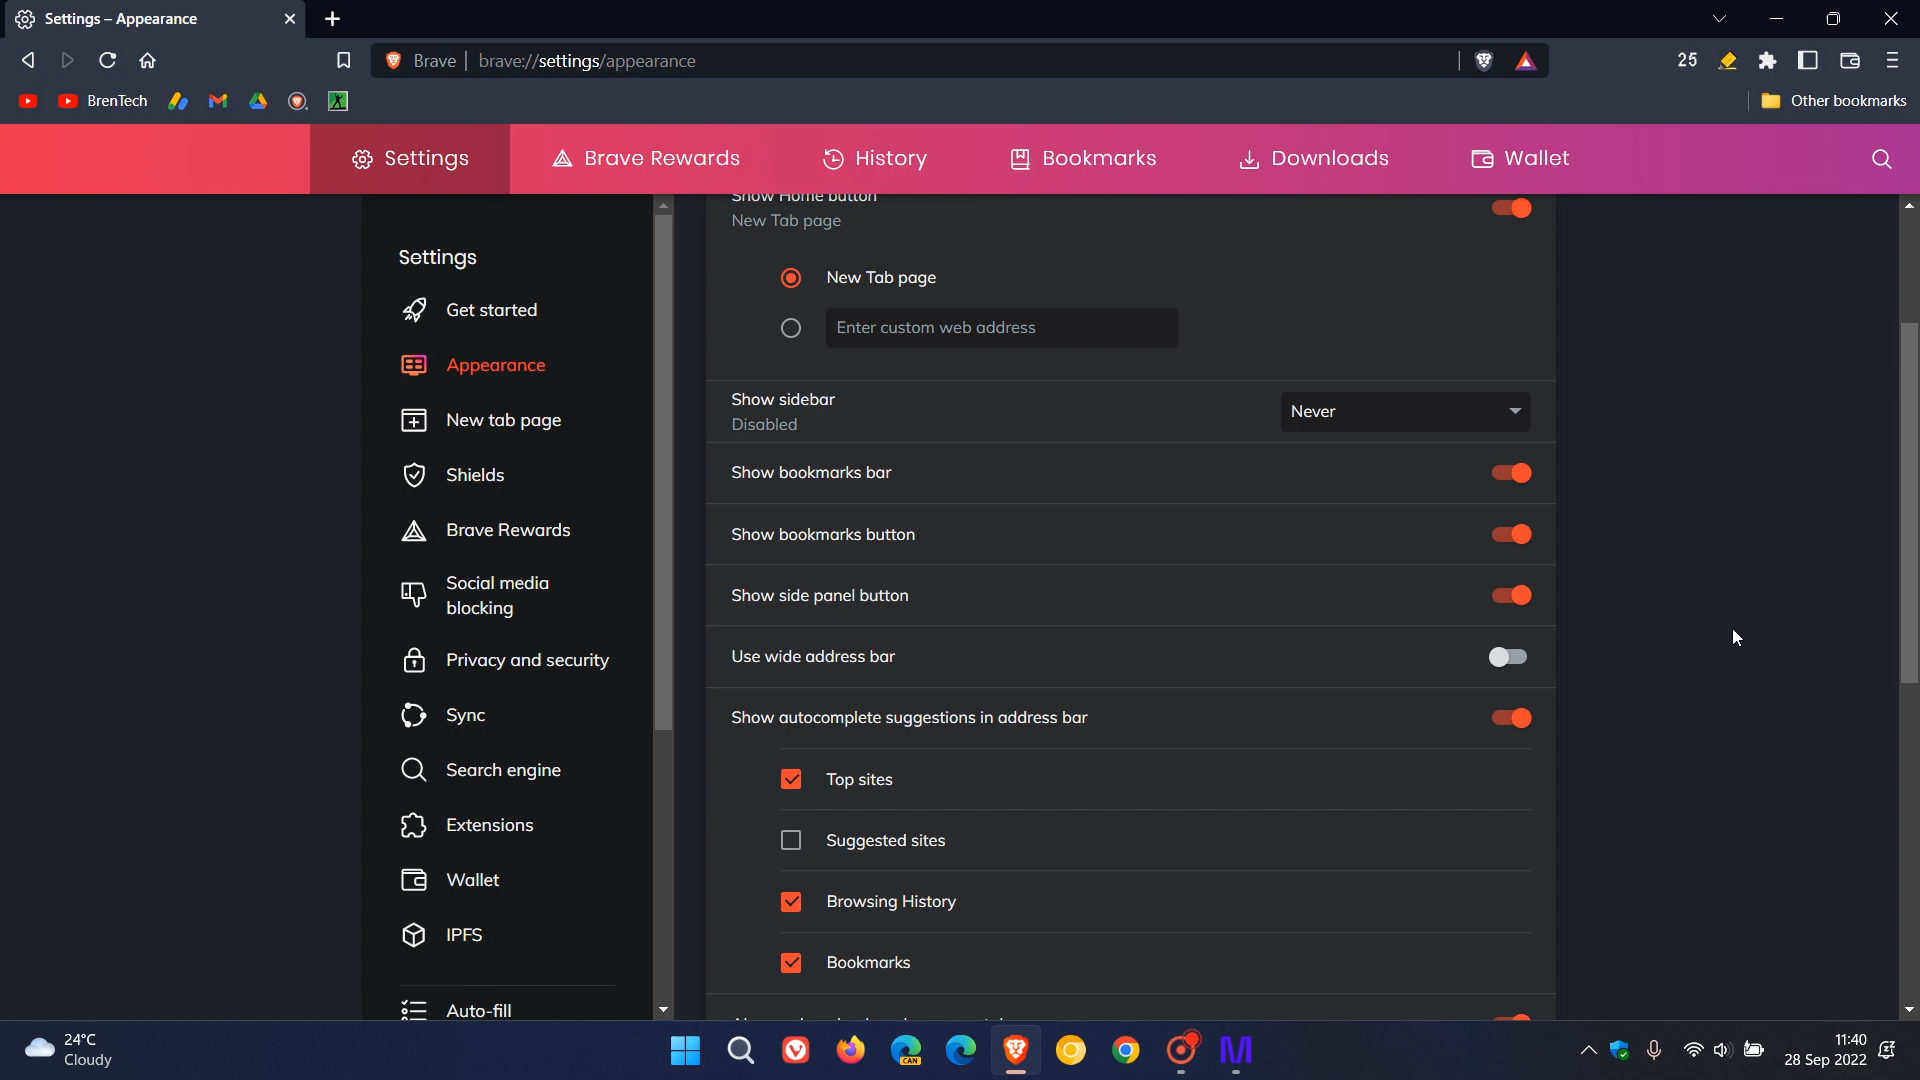 Settings – Appearance
Brave
brave://settings/appearance
25
BrenTech
Other bookmarks
Settings
Brave Rewards
History
Bookmarks
Downloads
Wallet
Settings
Get started
Appearance
New tab page
Shields
Brave Rewards
Social media
blocking
Privacy and security
Sync
Search engine
Extensions
Wallet
IPFS
Auto-fill
Show Home button
New Tab page
New Tab page
Enter custom web address
Show sidebar
Disabled
Never
Show bookmarks bar
Show bookmarks button
Show side panel button
Use wide address bar
Show autocomplete suggestions in address bar
Top sites
Suggested sites
Browsing History
Bookmarks
24°C
Cloudy
CAN
11:40
28 Sep 2022